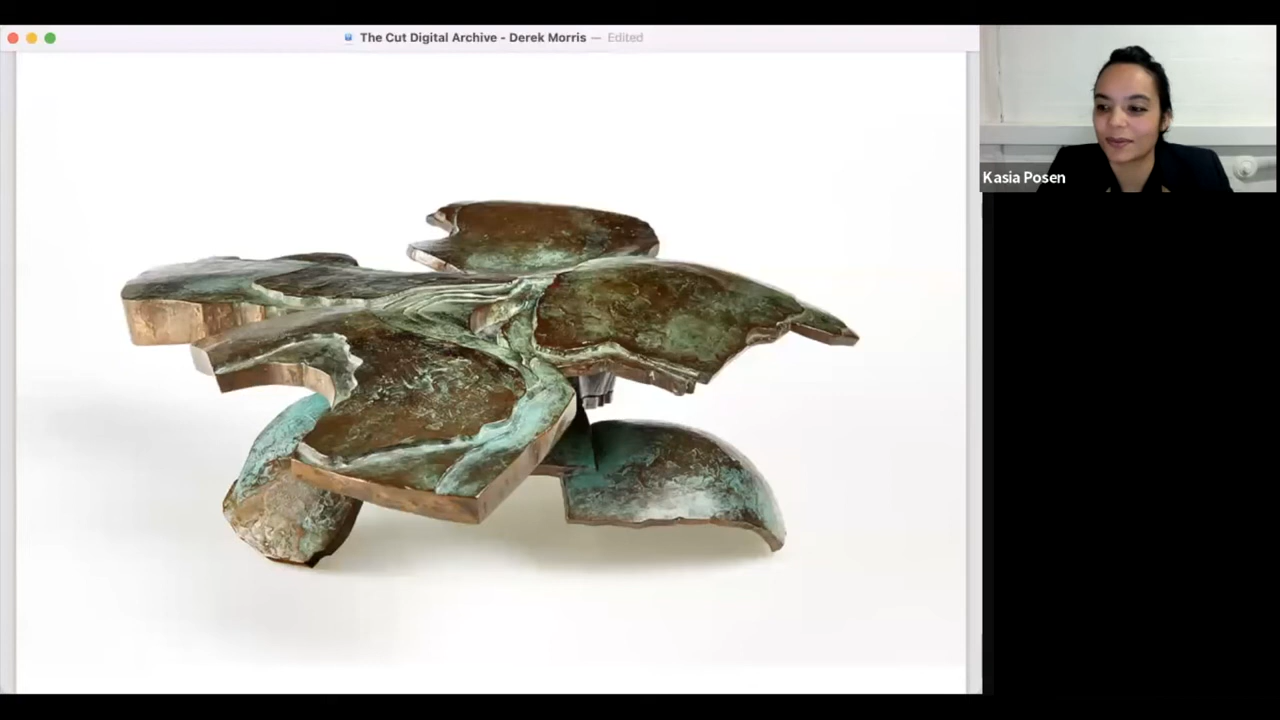 The Cut Digital Archive - Derek Morris — Edited
Kasia Posen